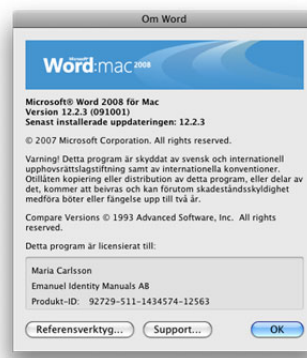 Om Word
Microsoft
Word:mac 2008
Microsoft® Word 2008 för Mac
Version 12.2.3 (091001)
Senast installerade uppdateringen: 12.2.3
© 2007 Microsoft Corporation. All rights reserved.
Varning! Detta program är skyddat av svensk och internationell
upphovsrättslagstiftning samt av internationella konventioner.
Otillåten kopiering eller distribution av detta program, eller delar av
det, kommer att beivras och kan förutom skadeståndsskyldighet
medföra böter eller fängelse upp till två år.
Compare Versions © 1993 Advanced Software, Inc.  All rights
reserved.
Detta program är licensierat till:
Maria Carlsson
Emanuel Identity Manuals AB
Produkt-ID:  92729-511-1434574-12563
Referensverktyg...
Support...
OK